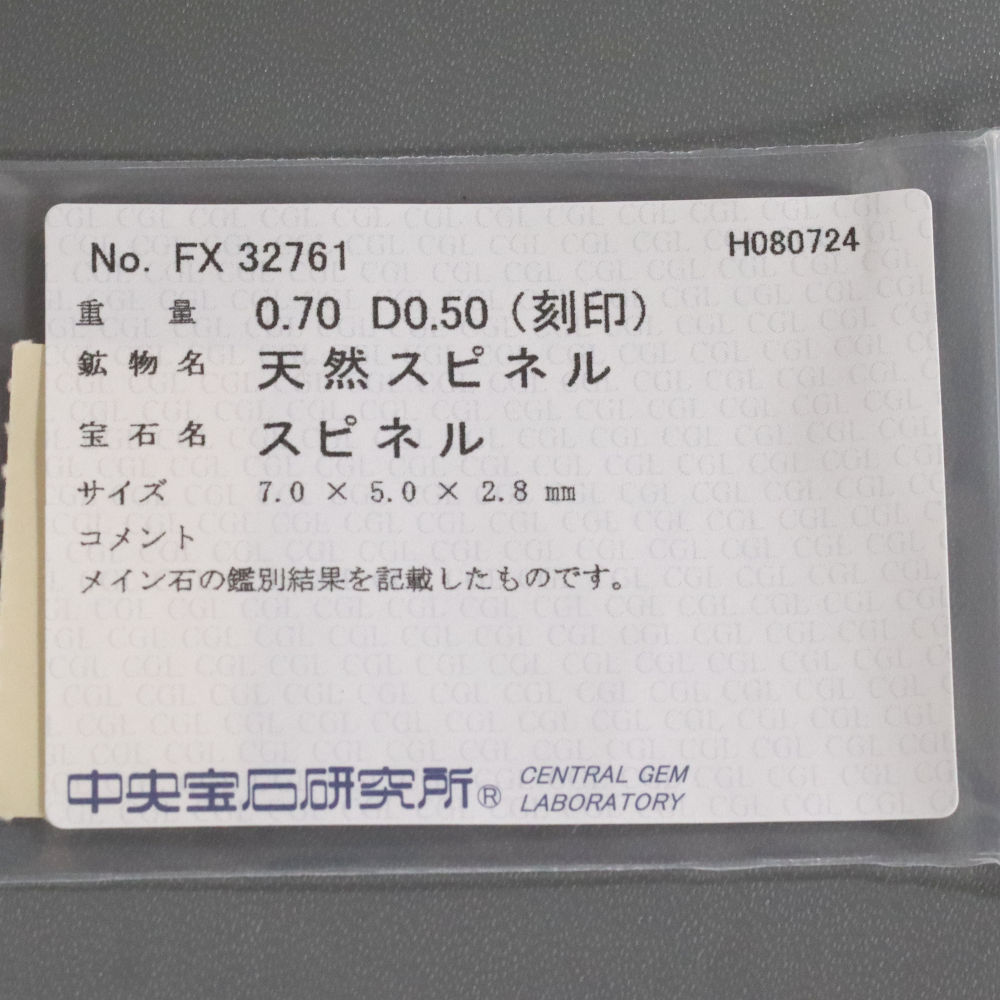 No. FX 32761 H080724
重量 0.70 D0.50 (刻印)
鉱物名 天然スピネル
宝石名 スピネル
サイズ 7.0 × 5.0 × 2.8 mm
コメント
メイン石の鑑別結果を記載したものです。
中央宝石研究所® CENTRAL GEM
LABORATORY